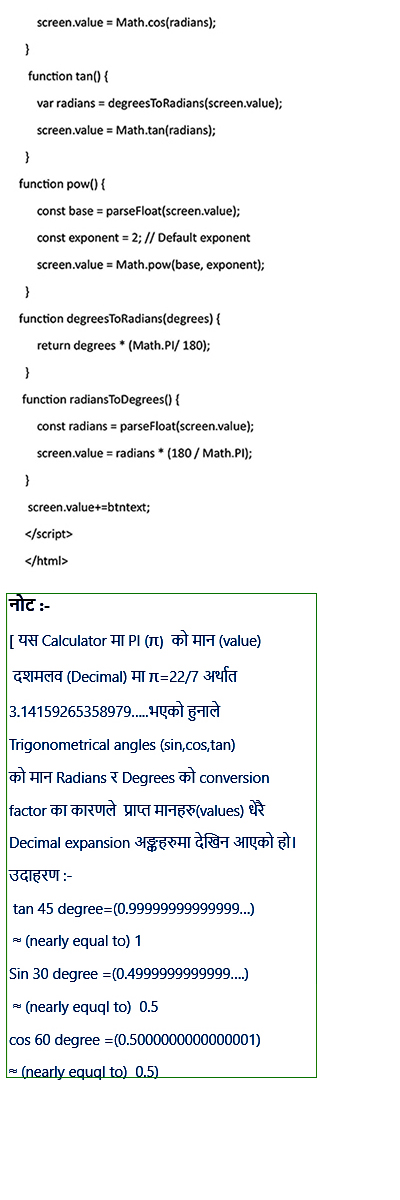 screen.value = Math.cos(radians);
}
function tan() {
var radians = degreesToRadians(screen.value);
screen.value = Math.tan(radians);
}
function pow() {
const base = parseFloat(screen.value);
const exponent = 2; // Default exponent
screen.value = Math.pow(base, exponent);
}
function degreesToRadians(degrees) {
return degrees * (Math.PI/ 180);
}
function radiansToDegrees() {
const radians = parseFloat(screen.value);
screen.value = radians * (180 / Math.PI);
}
screen.value+=btntext;
</script>
</html>
नोट :-
[ यस Calculator मा PI (π) को मान (value)
दशमलव (Decimal) मा π=22/7 अर्थात
3.14159265358979.....भएको हुनाले
Trigonometrical angles (sin,cos,tan)
को मान Radians र Degrees को conversion
factor का कारणले प्राप्त मानहरु(values) धेरै
Decimal expansion अङ्कहरुमा देखिन आएको हो।
उदाहरण :-
tan 45 degree=(0.99999999999999...)
≈ (nearly equal to) 1
Sin 30 degree =(0.4999999999999....)
≈ (nearly equql to) 0.5
cos 60 degree =(0.5000000000000001)
≈ (nearly equql to) 0.5)